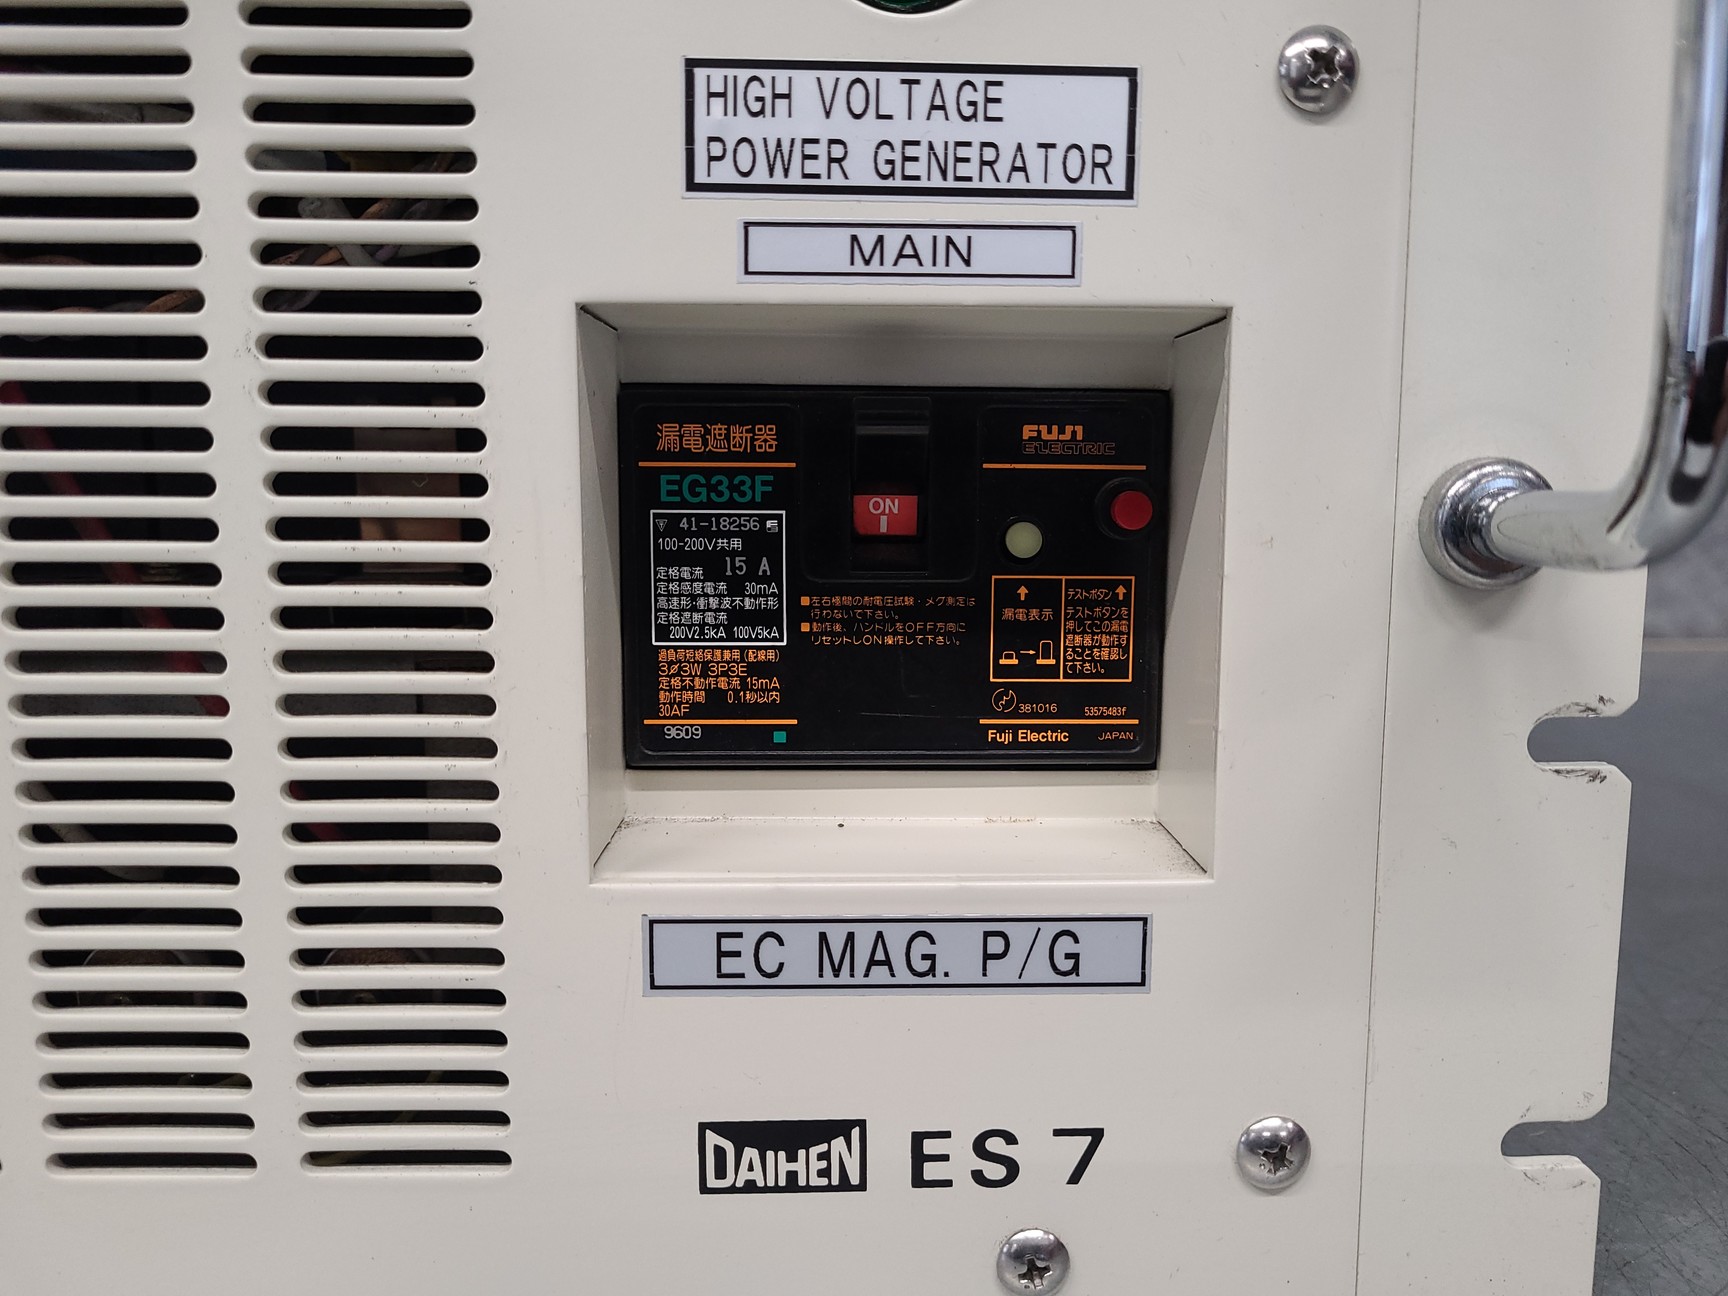 HIGH VOLTAGE
POWER GENERATOR
MAIN
漏電遮断器
EG33F
41-18256
100-200V共用
定格電流 15 A
定格感度電流 30mA
高速形・衝撃波不動作形
定格遮断電流
200V2.5kA 100V5kA
過負荷短絡保護兼用(配線用)
3ø3W 3P3E
定格不動作電流 15mA
動作時間 0.1秒以内
30AF
9609
ON
■左右極間の耐電圧試験・メグ測定は
行わないで下さい。
■動作後、ハンドルをOFF方向に
リセットしON操作して下さい。
FUJI
ELECTRIC
漏電表示
テストボタン
テストボタンを
押してこの漏電
遮断器が動作す
ることを確認し
て下さい。
381016
53575483f
Fuji Electric JAPAN
EC MAG. P/G
DAIHEN ES7